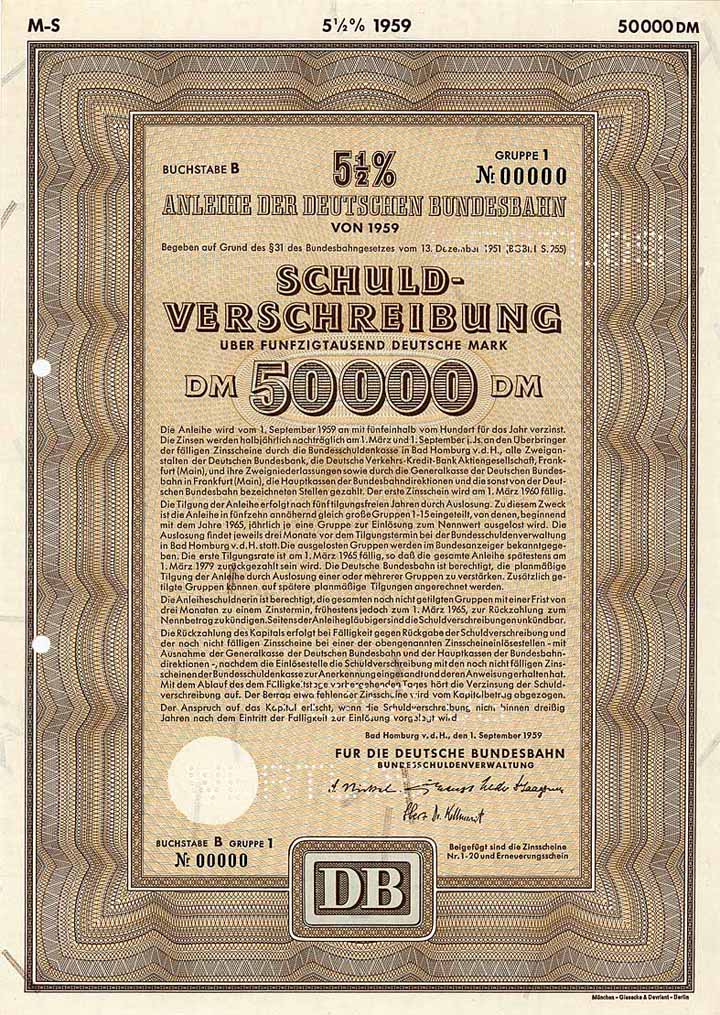 M-S 5½% 1959 50000 DM
BUCHSTABE B 5½% GRUPPE 1
№ 00000
ANLEIHE DER DEUTSCHEN BUNDESBAHN
VON 1959
Begeben auf Grund des §31 des Bundesbahngesetzes vom 13. Dezember 1951 (BGBl. I S. 955)
SCHULD-
VERSCHREIBUNG
ÜBER FÜNFZIGTAUSEND DEUTSCHE MARK
DM 50000 DM
Die Anleihe wird vom 1. September 1959 an mit fünfeinhalb vom Hundert für das Jahr verzinst.
Die Zinsen werden halbjährlich nachträglich am 1. März und 1. September j. Js. an den Überbringer
der fälligen Zinsscheine durch die Bundesschuldenkasse in Bad Homburg v. d. H., alle Zweigan-
stalten der Deutschen Bundesbank, die Deutsche Verkehrs-Kredit-Bank Aktiengesellschaft, Frank-
furt (Main), und ihre Zweigniederlassungen sowie durch die Generalkasse der Deutschen Bundes-
bahn in Frankfurt (Main), die Hauptkassen der Bundesbahndirektionen und die sonst von der Deut-
schen Bundesbahn bezeichneten Stellen gezahlt. Der erste Zinsschein wird am 1. März 1960 fällig.
Die Tilgung der Anleihe erfolgt nach fünf tilgungsfreien Jahren durch Auslosung. Zu diesem Zweck
ist die Anleihe in fünfzehn annähernd gleich große Gruppen 1-15 eingeteilt, von denen, beginnend
mit dem Jahre 1965, jährlich je eine Gruppe zur Einlösung zum Nennwert ausgelost wird. Die
Auslosung findet jeweils drei Monate vor dem Tilgungstermin bei der Bundesschuldenverwaltung
in Bad Homburg v. d. H. statt. Die ausgelosten Gruppen werden im Bundesanzeiger bekanntgege-
ben. Die erste Tilgungsrate ist am 1. März 1965 fällig, so daß die gesamte Anleihe spätestens am
1. März 1979 zurückgezahlt sein wird. Die Deutsche Bundesbahn ist berechtigt, die planmäßige
Tilgung der Anleihe durch Auslosung einer oder mehrerer Gruppen zu verstärken. Zusätzlich ge-
tilgte Gruppen können auf spätere planmäßige Tilgungen angerechnet werden.
Die Anleiheschuldnerin ist berechtigt, die gesamten noch nicht getilgten Gruppen mit einer Frist von
drei Monaten zu einem Zinstermin, frühestens jedoch zum 1. März 1965, zur Rückzahlung zum
Nennbetrag zu kündigen. Seitens der Anleihegläubiger sind die Schuldverschreibungen unkündbar.
Die Rückzahlung des Kapitals erfolgt bei Fälligkeit gegen Rückgabe der Schuldverschreibung und
der noch nicht fälligen Zinsscheine bei einer der obengenannten Zinsscheineinlösestellen - mit
Ausnahme der Generalkasse der Deutschen Bundesbahn und der Hauptkassen der Bundesbahn-
direktionen -, nachdem die Einlösestelle die Schuldverschreibung mit den noch nicht fälligen Zins-
scheinen der Bundesschuldenkasse zur Anerkennung eingesandt und deren Anweisung erhalten hat.
Mit dem Ablauf des dem Fälligkeitstage vorhergehenden Tages hört die Verzinsung der Schuld-
verschreibung auf. Der Betrag etwa fehlender Zinsscheine wird vom Kapitalbetrag abgezogen.
Der Anspruch auf das Kapital erlischt, wenn die Schuldverschreibung nicht binnen dreißig
Jahren nach dem Eintritt der Fälligkeit zur Einlösung vorgelegt wird
Bad Homburg v. d. H., den 1. September 1959
FÜR DIE DEUTSCHE BUNDESBAHN
BUNDESSCHULDENVERWALTUNG
BUCHSTABE B GRUPPE 1
№ 00000
Beigefügt sind die Zinsscheine
Nr. 1-20 und Erneuerungsschein
DB
München - Giesecke & Devrient - Berlin